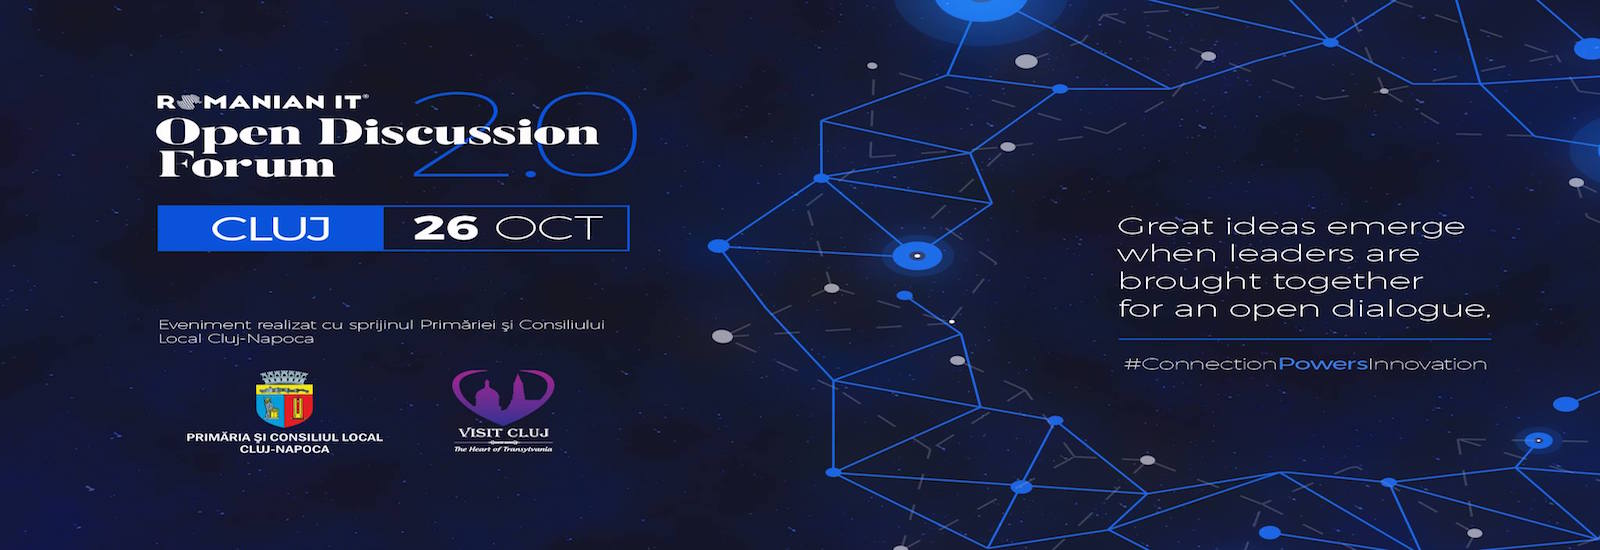 ROMANIAN IT®
Open Discussion
Forum
2.0
CLUJ
26 OCT
Eveniment realizat cu sprijinul Primăriei şi Consiliului
Local Cluj-Napoca
PRIMĂRIA ŞI CONSILIUL LOCAL
CLUJ-NAPOCA
VISIT CLUJ
The Heart of Transylvania
Great ideas emerge
when leaders are
brought together
for an open dialogue.
#ConnectionPowersInnovation